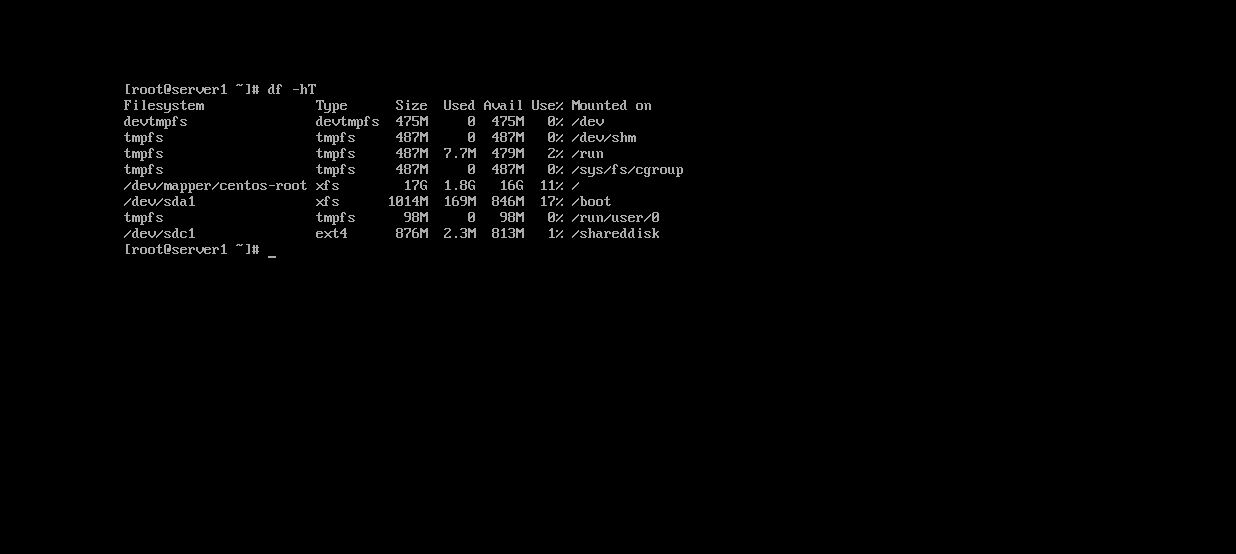 [root@server1 ~]# df -hT
Filesystem              Type      Size  Used Avail Use% Mounted on
devtmpfs                devtmpfs  475M     0  475M   0% /dev
tmpfs                   tmpfs     487M     0  487M   0% /dev/shm
tmpfs                   tmpfs     487M  7.7M  479M   2% /run
tmpfs                   tmpfs     487M     0  487M   0% /sys/fs/cgroup
/dev/mapper/centos-root xfs        17G  1.8G   16G  11% /
/dev/sda1               xfs      1014M  169M  846M  17% /boot
tmpfs                   tmpfs      98M     0   98M   0% /run/user/0
/dev/sdc1               ext4      876M  2.3M  813M   1% /shareddisk
[root@server1 ~]# _